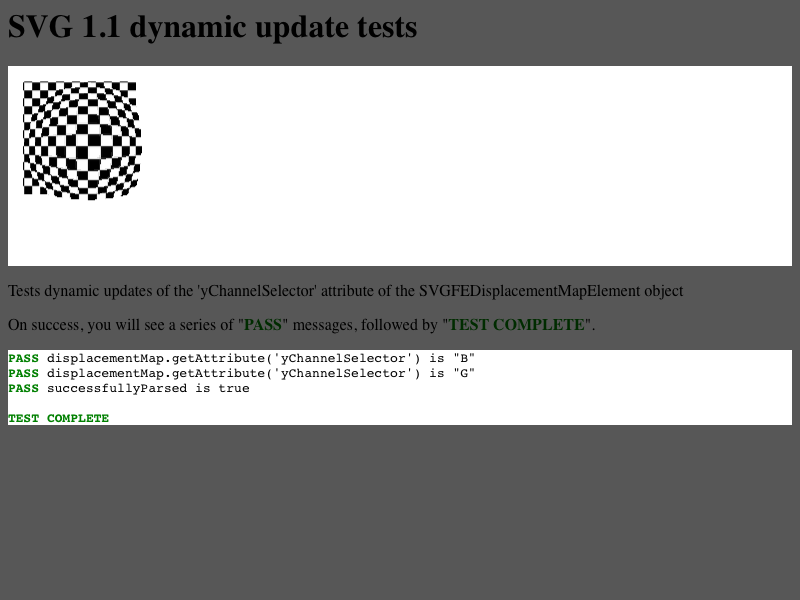 SVG 1.1 dynamic update tests
Tests dynamic updates of the 'yChannelSelector' attribute of the SVGFEDisplacementMapElement object
On success, you will see a series of "PASS" messages, followed by "TEST COMPLETE".
PASS displacementMap.getAttribute('yChannelSelector') is "B"
PASS displacementMap.getAttribute('yChannelSelector') is "G"
PASS successfullyParsed is true
TEST COMPLETE